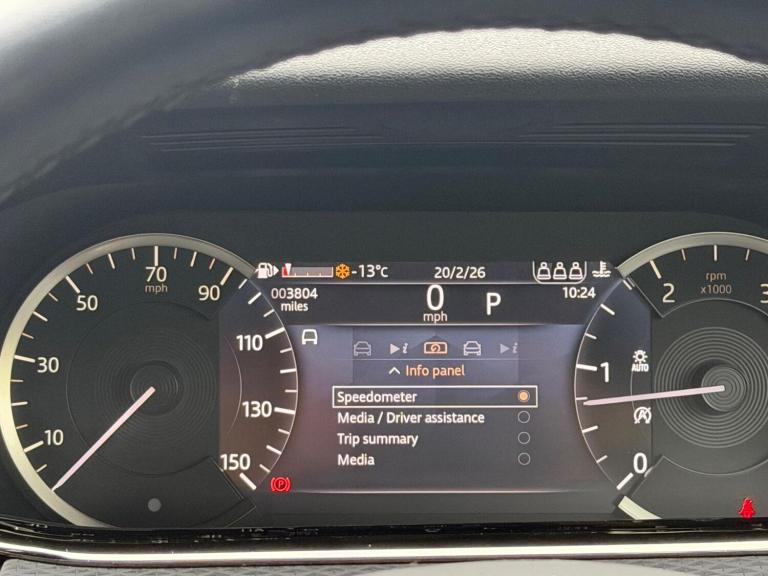 -13°C 20/2/26
003804
miles
0
mph
P
10:24
70
mph
50
90
30
110
10
130
150
Info panel
Speedometer
Media / Driver assistance
Trip summary
Media
P
rpm
x1000
2
3
1
AUTO
A
0